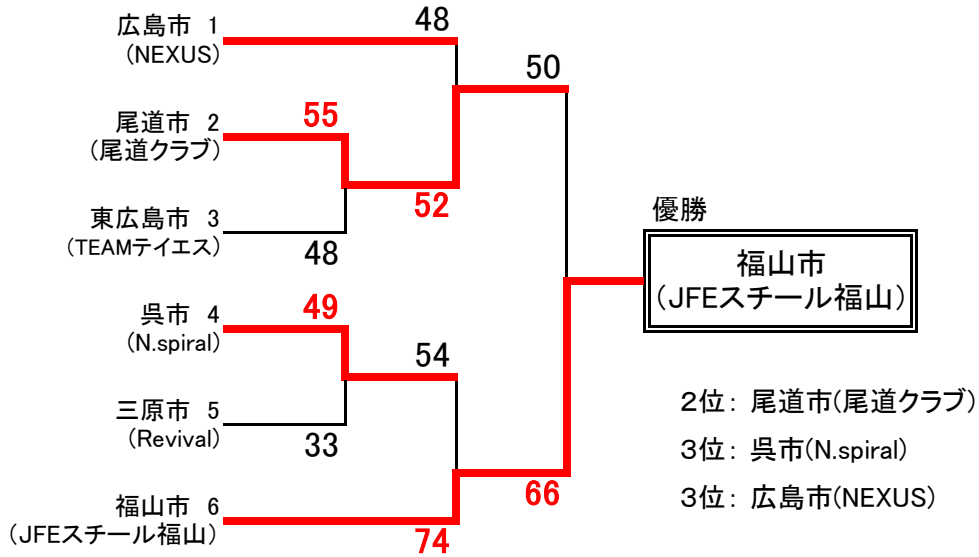 広島市 1
(NEXUS)
48
50
尾道市 2
(尾道クラブ)
55
52
東広島市 3
(TEAMテイエス)
48
優勝
福山市
(JFEスチール福山)
呉市 4
(N.spiral)
49
54
三原市 5
(Revival)
33
福山市 6
(JFEスチール福山)
74
66
2位: 尾道市(尾道クラブ)
3位: 呉市(N.spiral)
3位: 広島市(NEXUS)